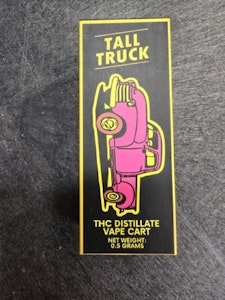 TALL
TRUCK
THC DISTILLATE
VAPE CART
NET WEIGHT:
0.5 GRAMS